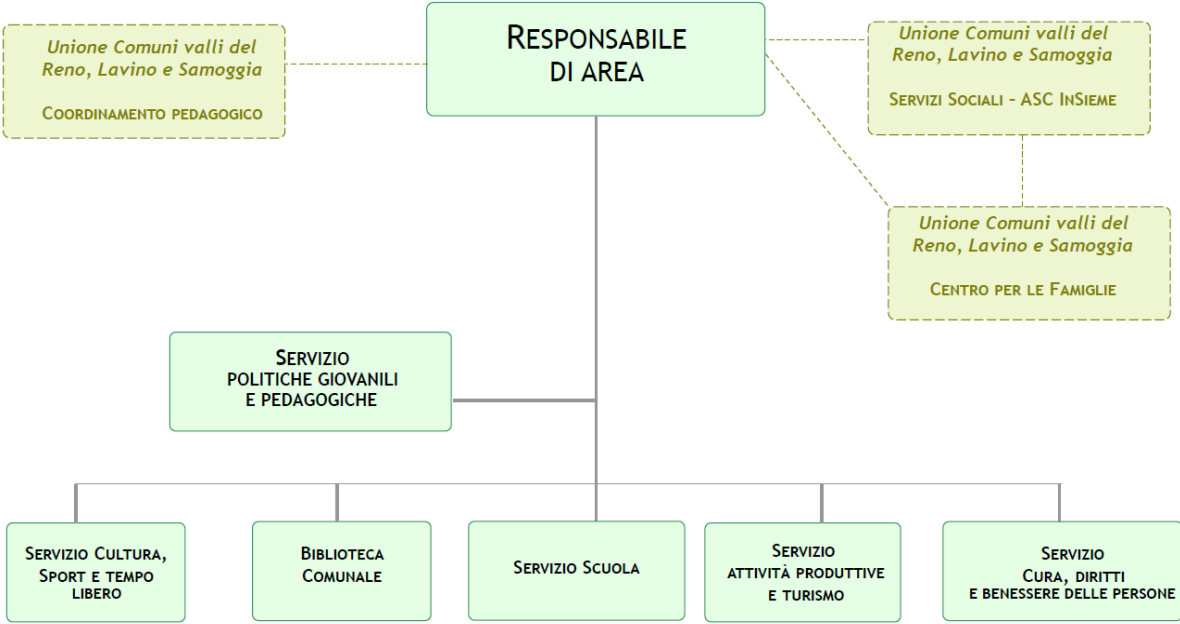 Unione Comuni valli del
Reno, Lavino e Samoggia
Coordinamento pedagogico
Responsabile
di area
Unione Comuni valli del
Reno, Lavino e Samoggia
Servizi Sociali – ASC InSieme
Unione Comuni valli del
Reno, Lavino e Samoggia
Centro per le Famiglie
Servizio
politiche giovanili
e pedagogiche
Servizio Cultura,
Sport e tempo
libero
Biblioteca
Comunale
Servizio Scuola
Servizio
attività produttive
e turismo
Servizio
Cura, diritti
e benessere delle persone